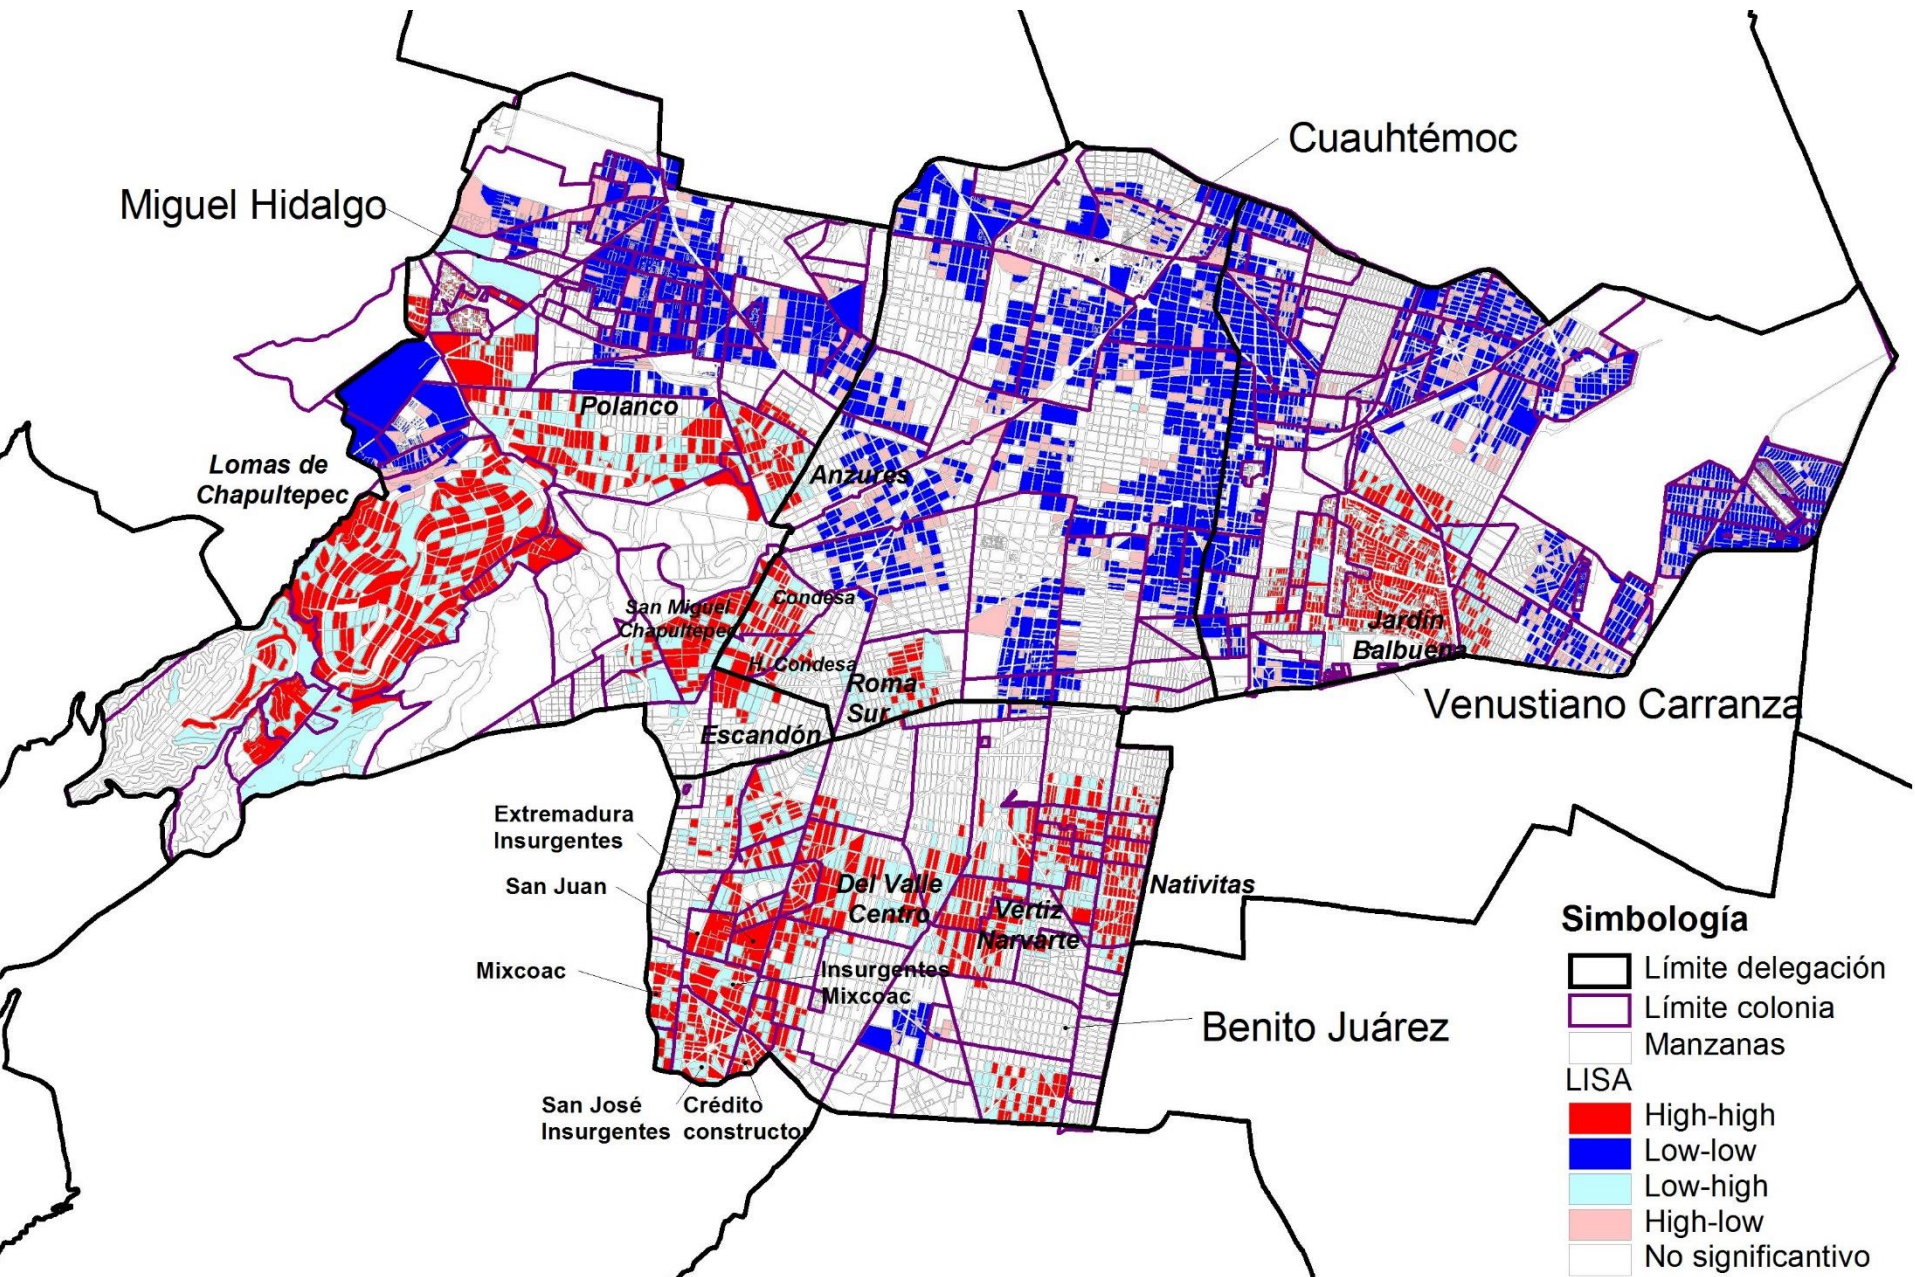 Cuauhtémoc
Miguel Hidalgo
Polanco
Lomas de
Chapultepec
Anzures
Condesa
San Miguel
Chapultepec
Jardín
Balbuena
H. Condesa
Roma
Sur
Venustiano Carranza
Escandón
Extremadura
Insurgentes
San Juan
Del Valle
Centro
Nativitas
Vertiz
Narvarte
Mixcoac
Insurgentes
Mixcoac
Benito Juárez
San José
Insurgentes
Crédito
constructor
Simbología
Límite delegación
Límite colonia
Manzanas
LISA
High-high
Low-low
Low-high
High-low
No significantivo